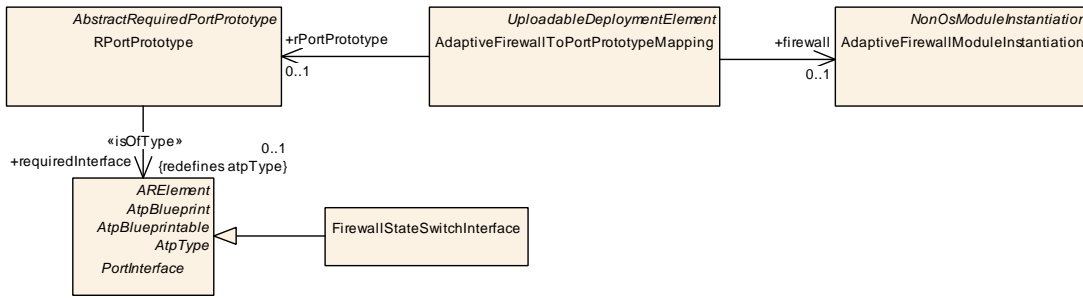 AbstractRequiredPortPrototype
RPortPrototype
+rPortPrototype
0..1
UploadableDeploymentElement
AdaptiveFirewallToPortPrototypeMapping
+firewall
0..1
NonOsModuleInstantiation
AdaptiveFirewallModuleInstantiation
«isOfType»
+requiredInterface
0..1
{redefines atpType}
ARElement
AtpBlueprint
AtpBlueprintable
AtpType
PortInterface
FirewallStateSwitchInterface